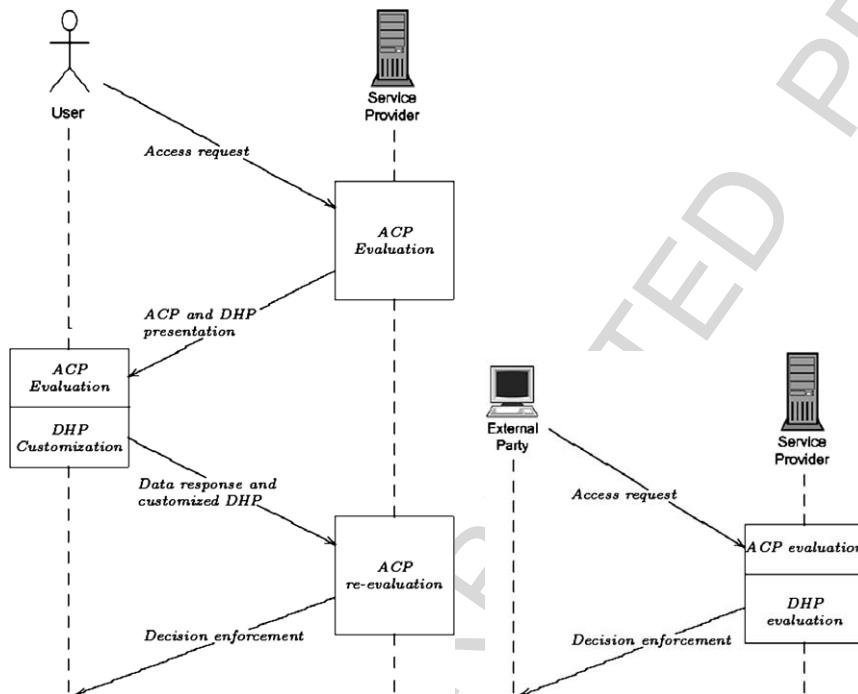 User
Service
Provider
Access request
ACP
Evaluation
ACP and DHP
presentation
ACP
Evaluation
DHP
Customization
Data response and
customized DHP
ACP
re-evaluation
Decision enforcement
External
Party
Service
Provider
Access request
ACP evaluation
DHP
evaluation
Decision enforcement